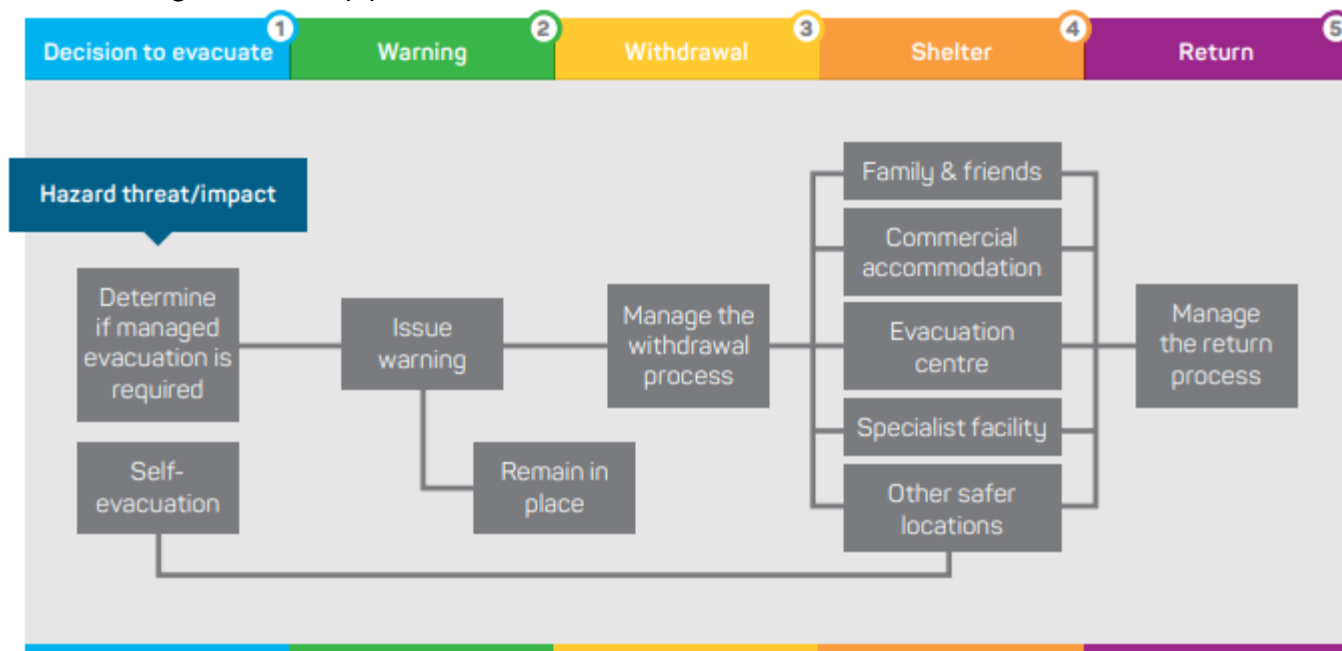 1
2
3
4
5
Decision to evacuate
Warning
Withdrawal
Shelter
Return
Hazard threat/impact
Determine
if managed
evacuation is
required
Self-
evacuation
Issue
warning
Remain in
place
Manage the
withdrawal
process
Family & friends
Commercial
accommodation
Evacuation
centre
Specialist facility
Other safer
locations
Manage
the return
process